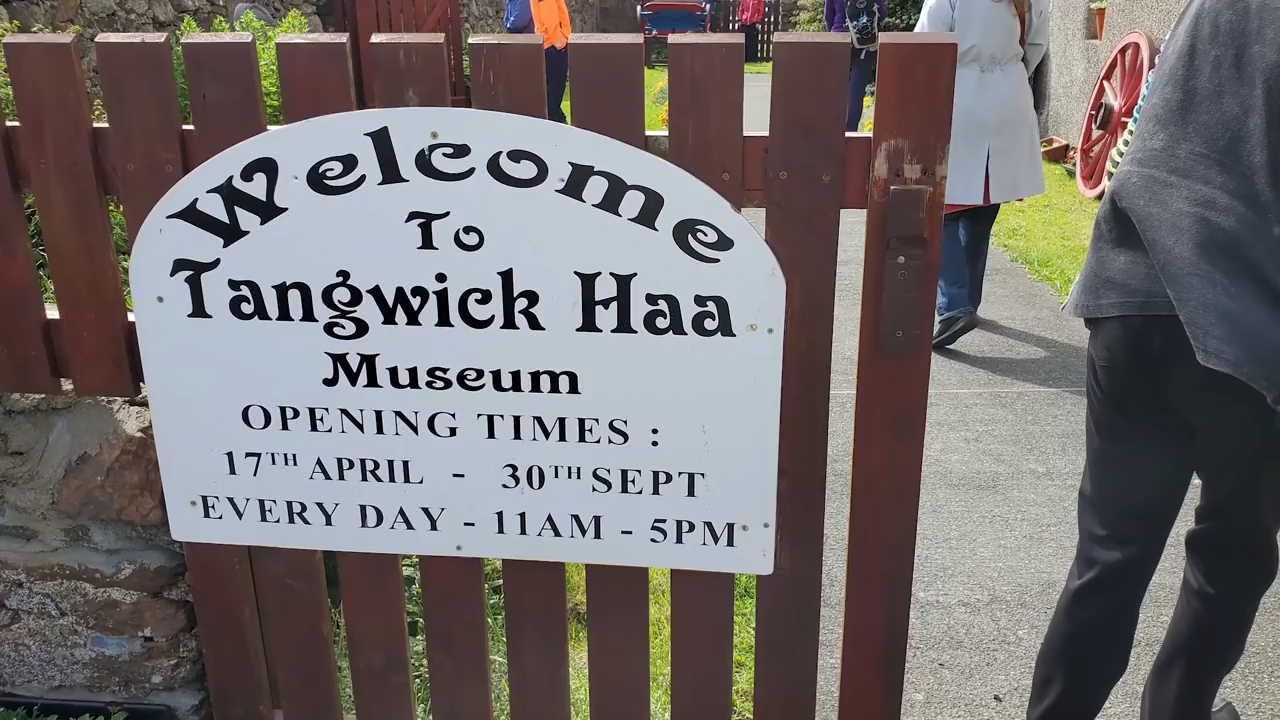 Welcome
To
Tangwick Haa
Museum
OPENING TIMES :
17TH APRIL - 30TH SEPT
EVERY DAY - 11AM - 5PM